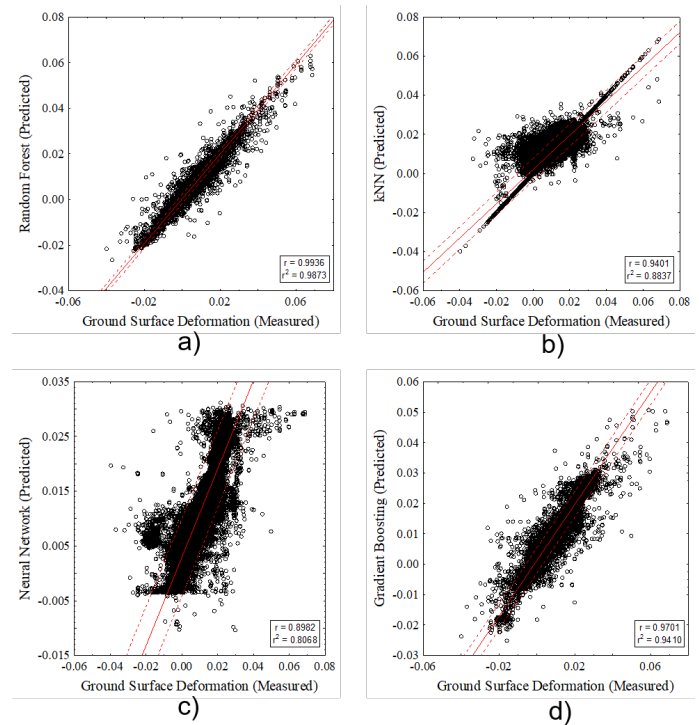 0.08
0.06
0.04
0.02
0.00
-0.02
-0.04
-0.06
-0.02
0.02
0.06
Random Forest (Predicted)
Ground Surface Deformation (Measured)
r = 0.9936
r² = 0.9873
a)
0.08
0.06
0.04
0.02
0.00
-0.02
-0.04
-0.06
-0.06
-0.04
-0.02
0.00
0.02
0.04
0.06
0.08
kNN (Predicted)
Ground Surface Deformation (Measured)
r = 0.9401
r² = 0.8837
b)
0.035
0.025
0.015
0.005
-0.005
-0.015
-0.06
-0.04
-0.02
0.00
0.02
0.04
0.06
0.08
Neural Network (Predicted)
Ground Surface Deformation (Measured)
r = 0.8982
r² = 0.8068
c)
0.06
0.05
0.04
0.03
0.02
0.01
0.00
-0.01
-0.02
-0.03
-0.06
-0.02
0.02
0.06
Gradient Boosting (Predicted)
Ground Surface Deformation (Measured)
r = 0.9701
r² = 0.9410
d)